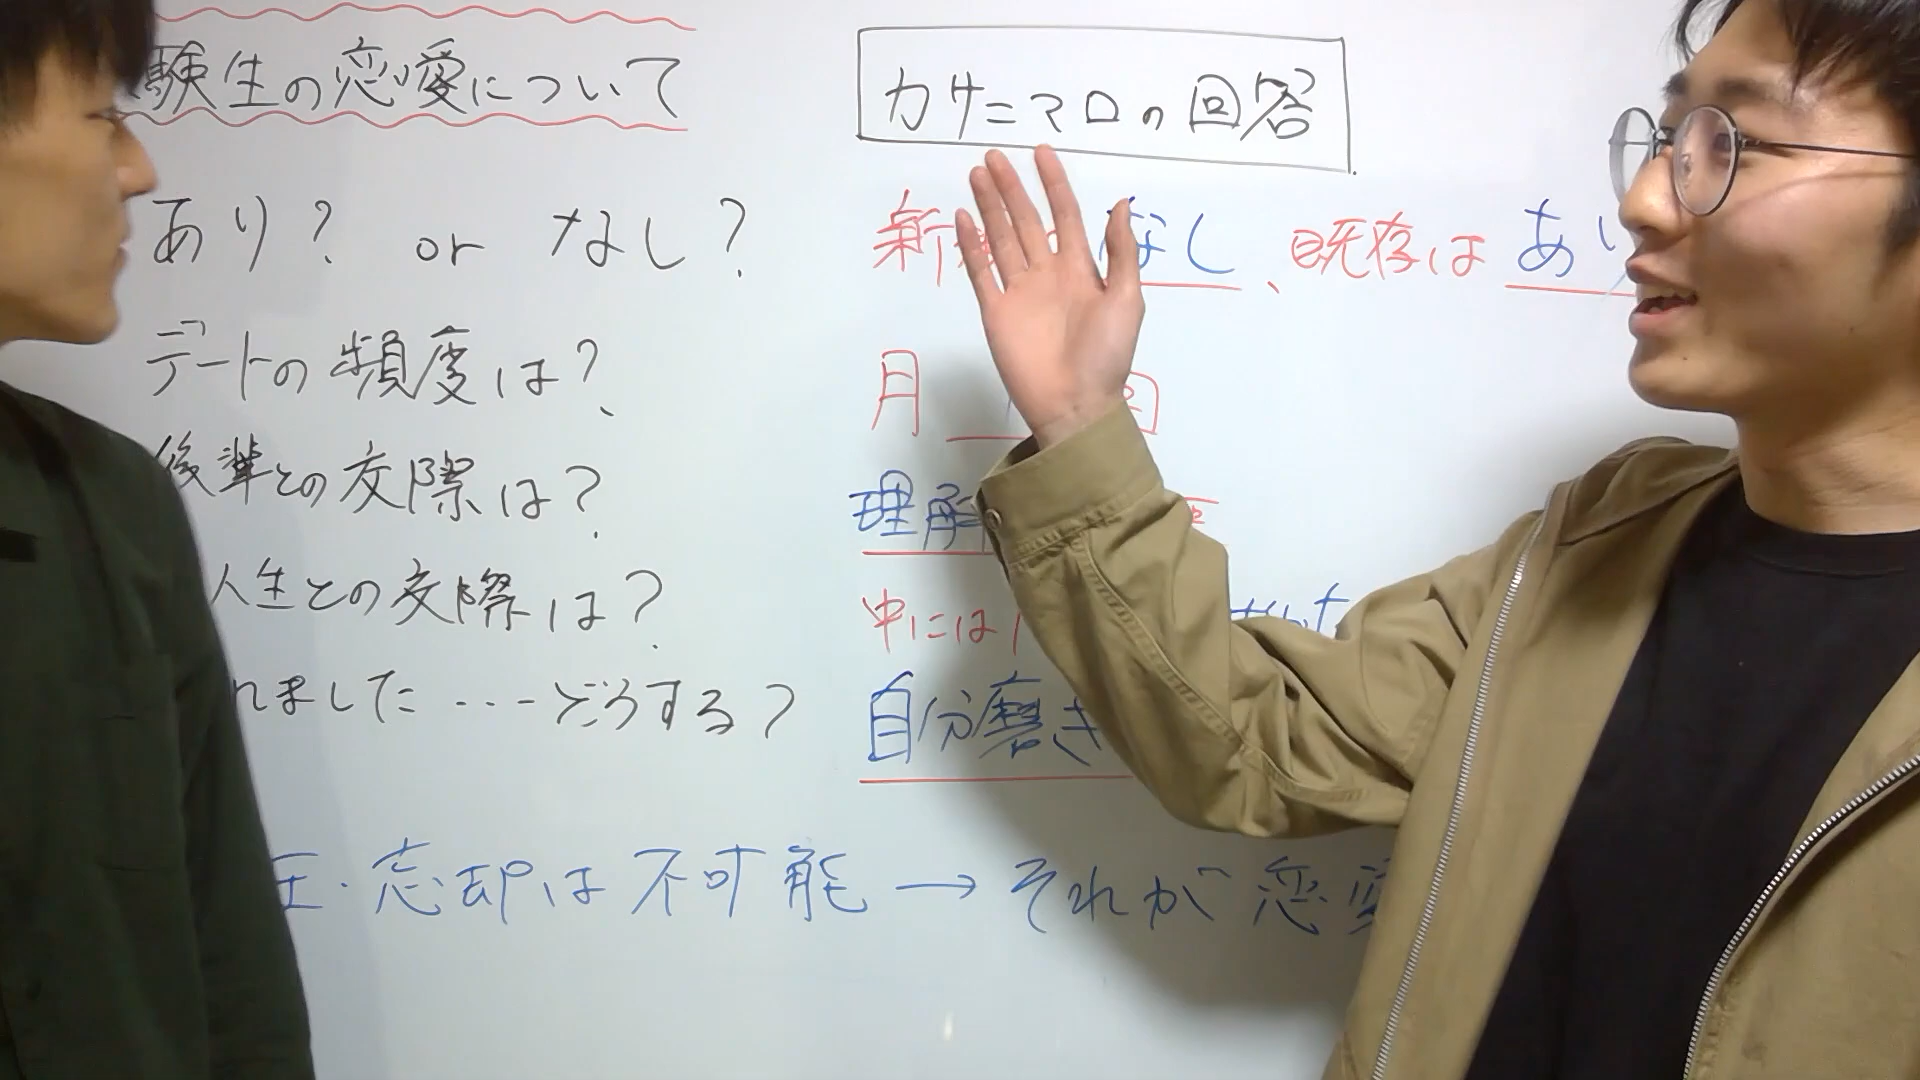 験生の恋愛について
あり? or なし?
デートの頻度は?
後輩との交際は?
人生との交際は?
れました・・・どうする?
カサニマロの回答
新 なし、既存は あり
月 回
理解
中には
自分磨き
圧・忘却は不可能→それが恋愛